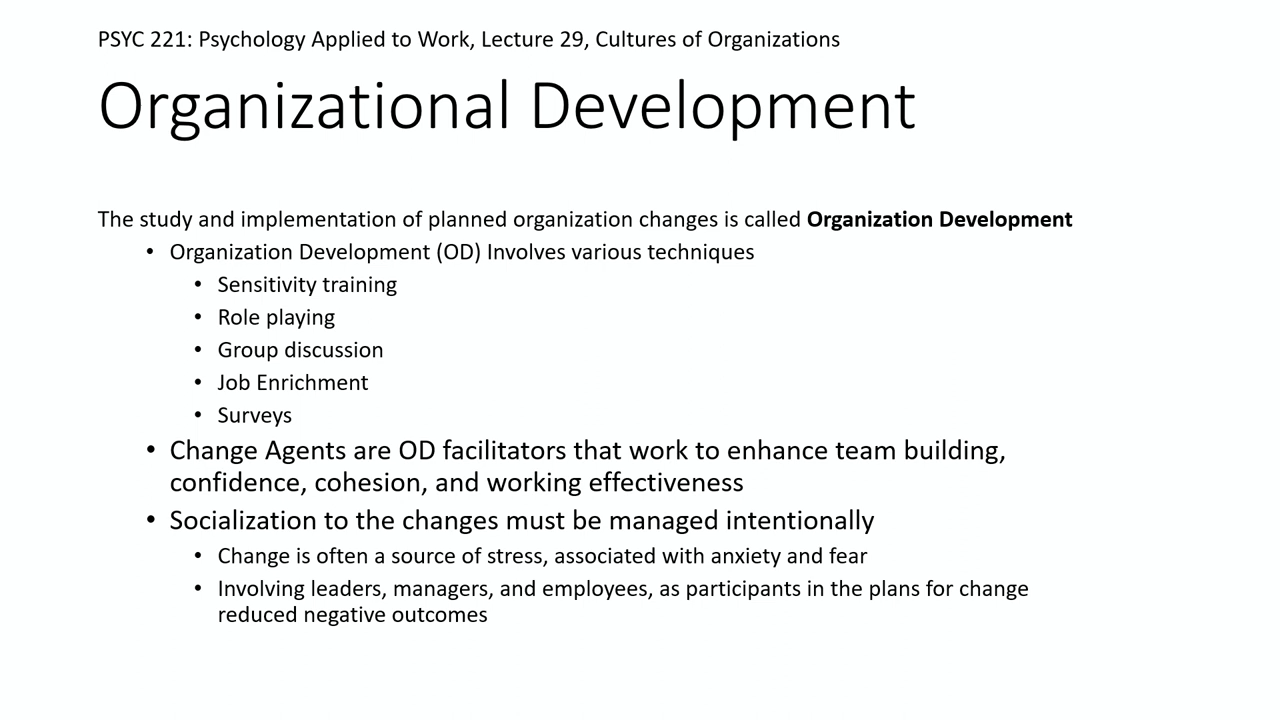 PSYC 221: Psychology Applied to Work, Lecture 29, Cultures of Organizations
Organizational Development
The study and implementation of planned organization changes is called Organization Development
• Organization Development (OD) Involves various techniques
• Sensitivity training
• Role playing
• Group discussion
• Job Enrichment
• Surveys
• Change Agents are OD facilitators that work to enhance team building,
confidence, cohesion, and working effectiveness
• Socialization to the changes must be managed intentionally
• Change is often a source of stress, associated with anxiety and fear
• Involving leaders, managers, and employees, as participants in the plans for change
reduced negative outcomes